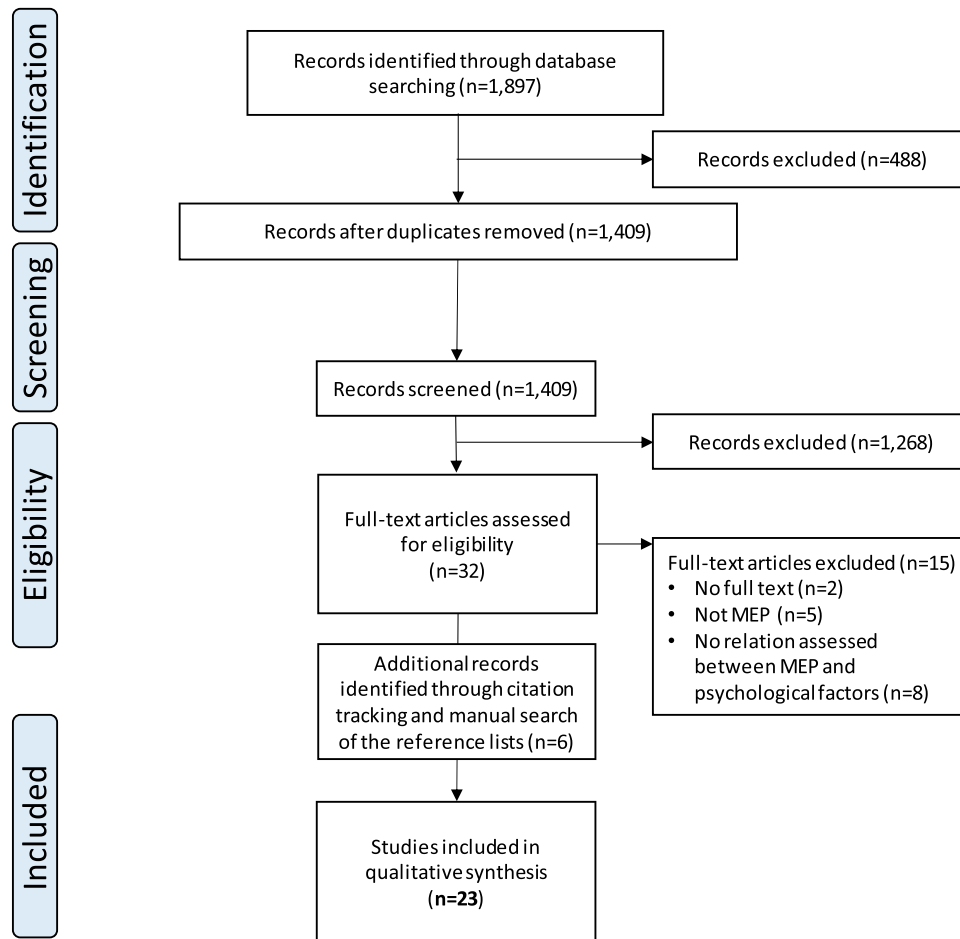 Identification
Records identified through database
searching (n=1,897)
Records excluded (n=488)
Records after duplicates removed (n=1,409)
Screening
Records screened (n=1,409)
Records excluded (n=1,268)
Eligibility
Full-text articles assessed
for eligibility
(n=32)
Full-text articles excluded (n=15)
• No full text (n=2)
• Not MEP (n=5)
• No relation assessed
between MEP and
psychological factors (n=8)
Additional records
identified through citation
tracking and manual search
of the reference lists (n=6)
Included
Studies included in
qualitative synthesis
(n=23)